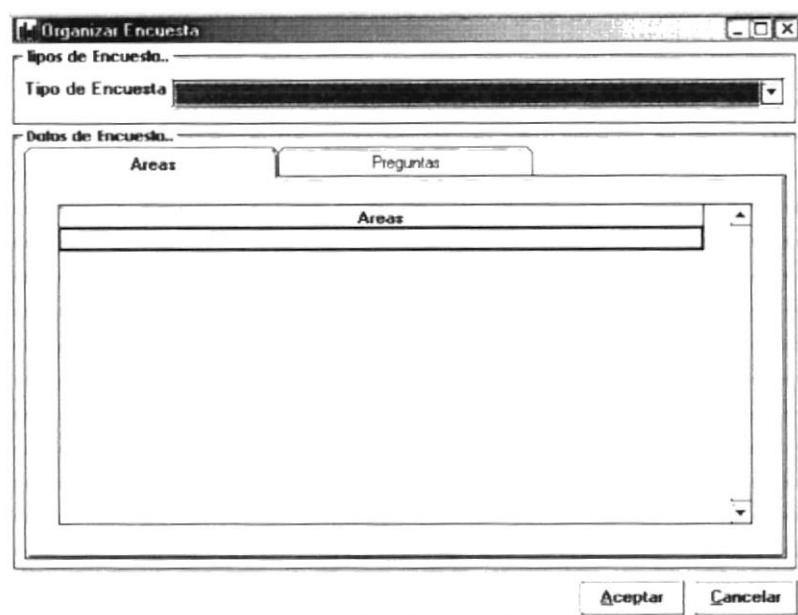 Organizar Encuesta
Tipos de Encuesta..
Tipo de Encuesta
Datos de Encuesta..
Areas Preguntas
Areas
Aceptar Cancelar